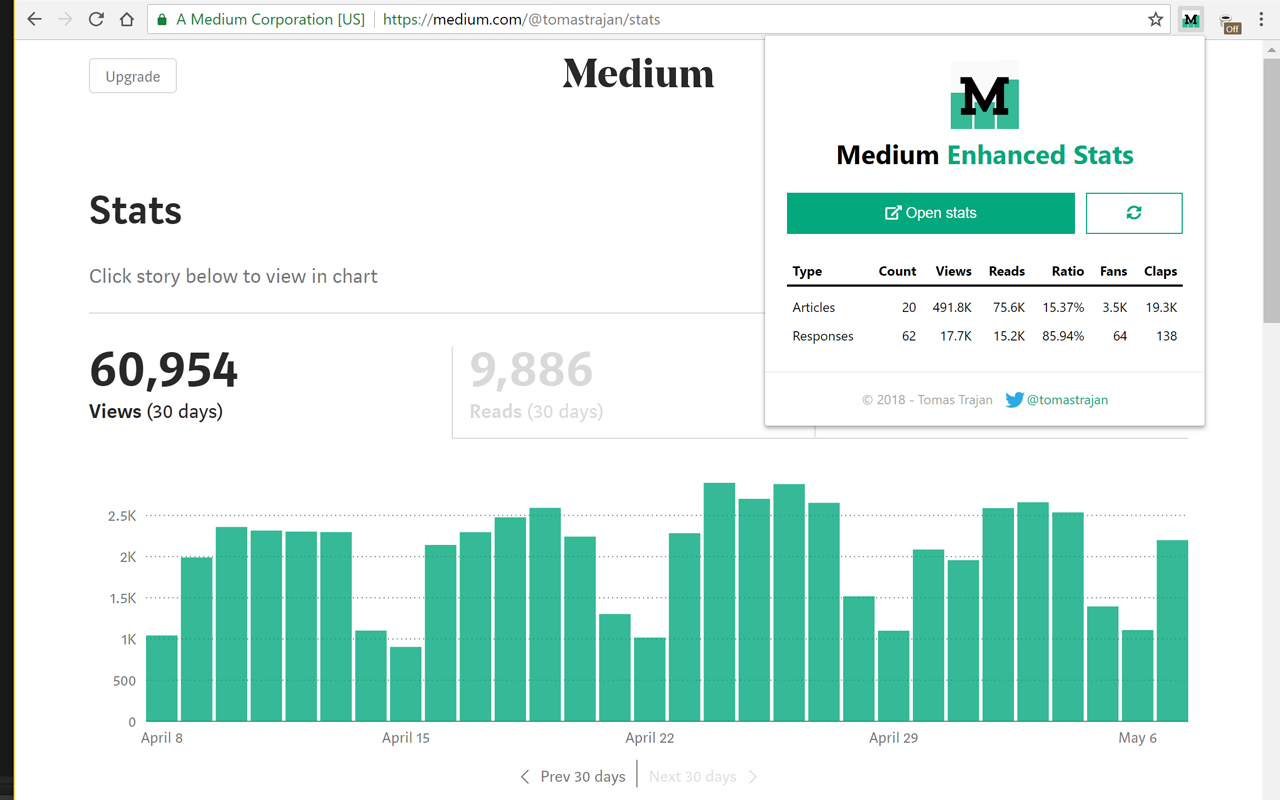 A Medium Corporation [US] https://medium.com/@tomastrajan/stats
M
Off
Upgrade
Medium
M
Medium Enhanced Stats
Open stats
Type Count Views Reads Ratio Fans Claps
Articles 20 491.8K 75.6K 15.37% 3.5K 19.3K
Responses 62 17.7K 15.2K 85.94% 64 138
© 2018 - Tomas Trajan @tomastrajan
Stats
Click story below to view in chart
60,954
Views (30 days)
9,886
Reads (30 days)
2.5K
2K
1.5K
1K
500
0
April 8 April 15 April 22 April 29 May 6
Prev 30 days Next 30 days